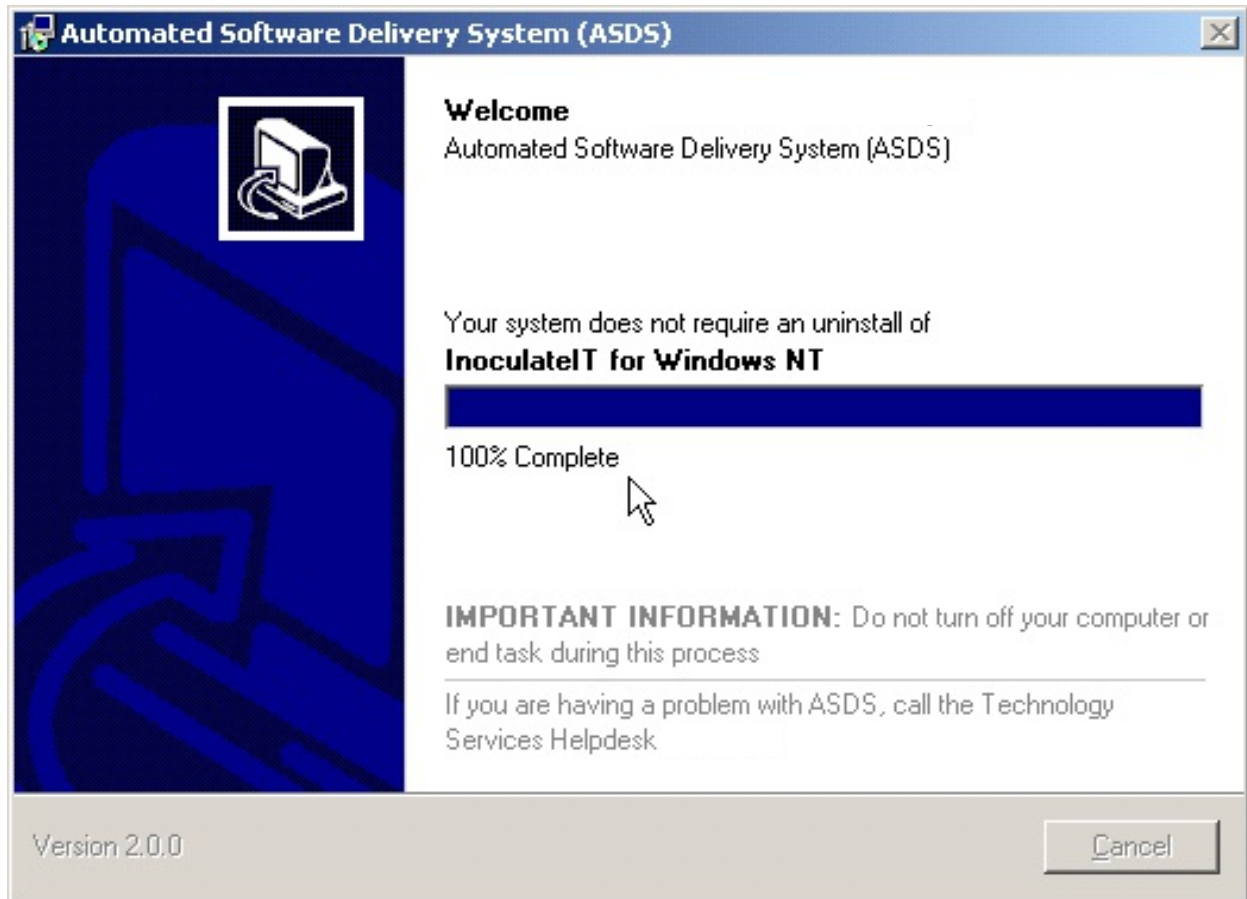 Automated Software Delivery System (ASDS)
Welcome
Automated Software Delivery System (ASDS)
Your system does not require an uninstall of
InoculateIT for Windows NT
100% Complete
IMPORTANT INFORMATION: Do not turn off your computer or
end task during this process
If you are having a problem with ASDS, call the Technology
Services Helpdesk
Version 2.0.0
Cancel